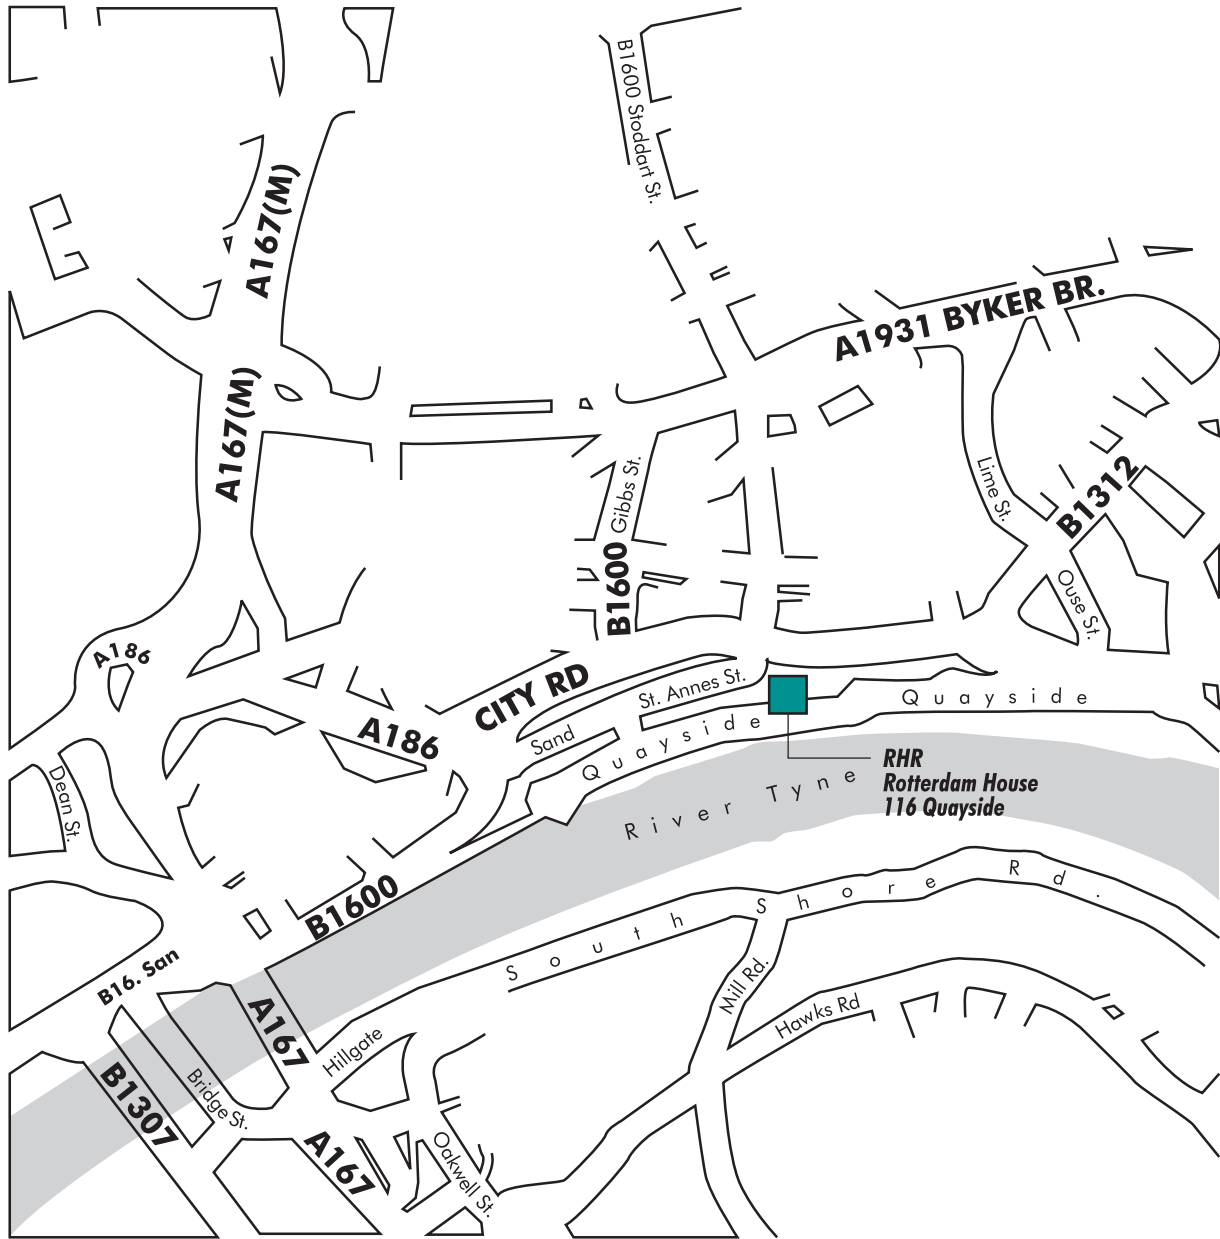 B1600 Stoddart St.
A167(M)
A1931 BYKER BR.
A167(M)
Gibbs St.
B1600
Lime St.
B1312
Ouse St.
A186
CITY RD
St. Annes St.
Sand
Quayside
Quayside
A186
Dean St.
RHR
Rotterdam House
116 Quayside
River Tyne
B1600
South Shore Rd.
B16. San
A167
Hillgate
Mill Rd.
Hawks Rd
B1307
Bridge St.
A167
Oakwell St.